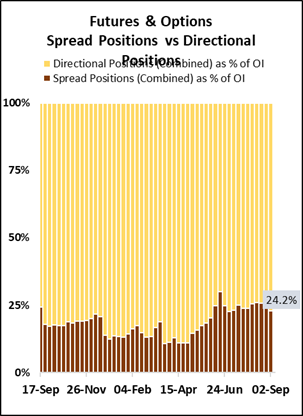 Futures & Options
Spread Positions vs Directional
Positions
Directional Positions (Combined) as % of OI
Spread Positions (Combined) as % of OI
100%
75%
50%
25%
0%
24.2%
17-Sep 26-Nov 04-Feb 15-Apr 24-Jun 02-Sep